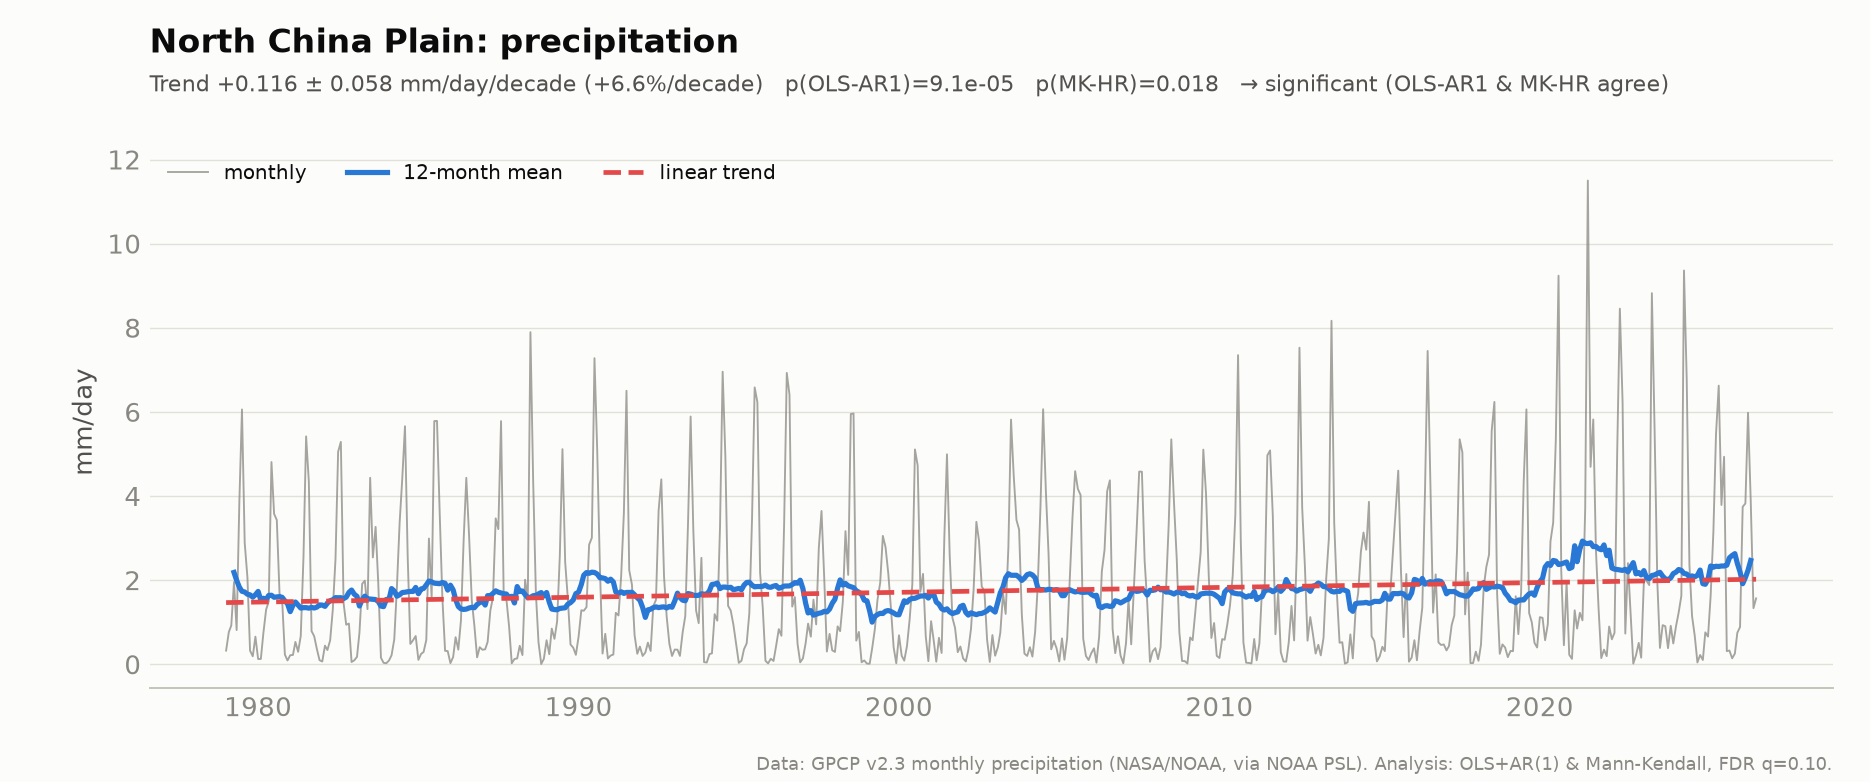 North China Plain: precipitation
Trend +0.116 ± 0.058 mm/day/decade (+6.6%/decade)   p(OLS-AR1)=9.1e-05   p(MK-HR)=0.018   → significant (OLS-AR1 & MK-HR agree)
monthly   12-month mean   linear trend
mm/day
12
10
8
6
4
2
0
1980   1990   2000   2010   2020
Data: GPCP v2.3 monthly precipitation (NASA/NOAA, via NOAA PSL). Analysis: OLS+AR(1) & Mann-Kendall, FDR q=0.10.